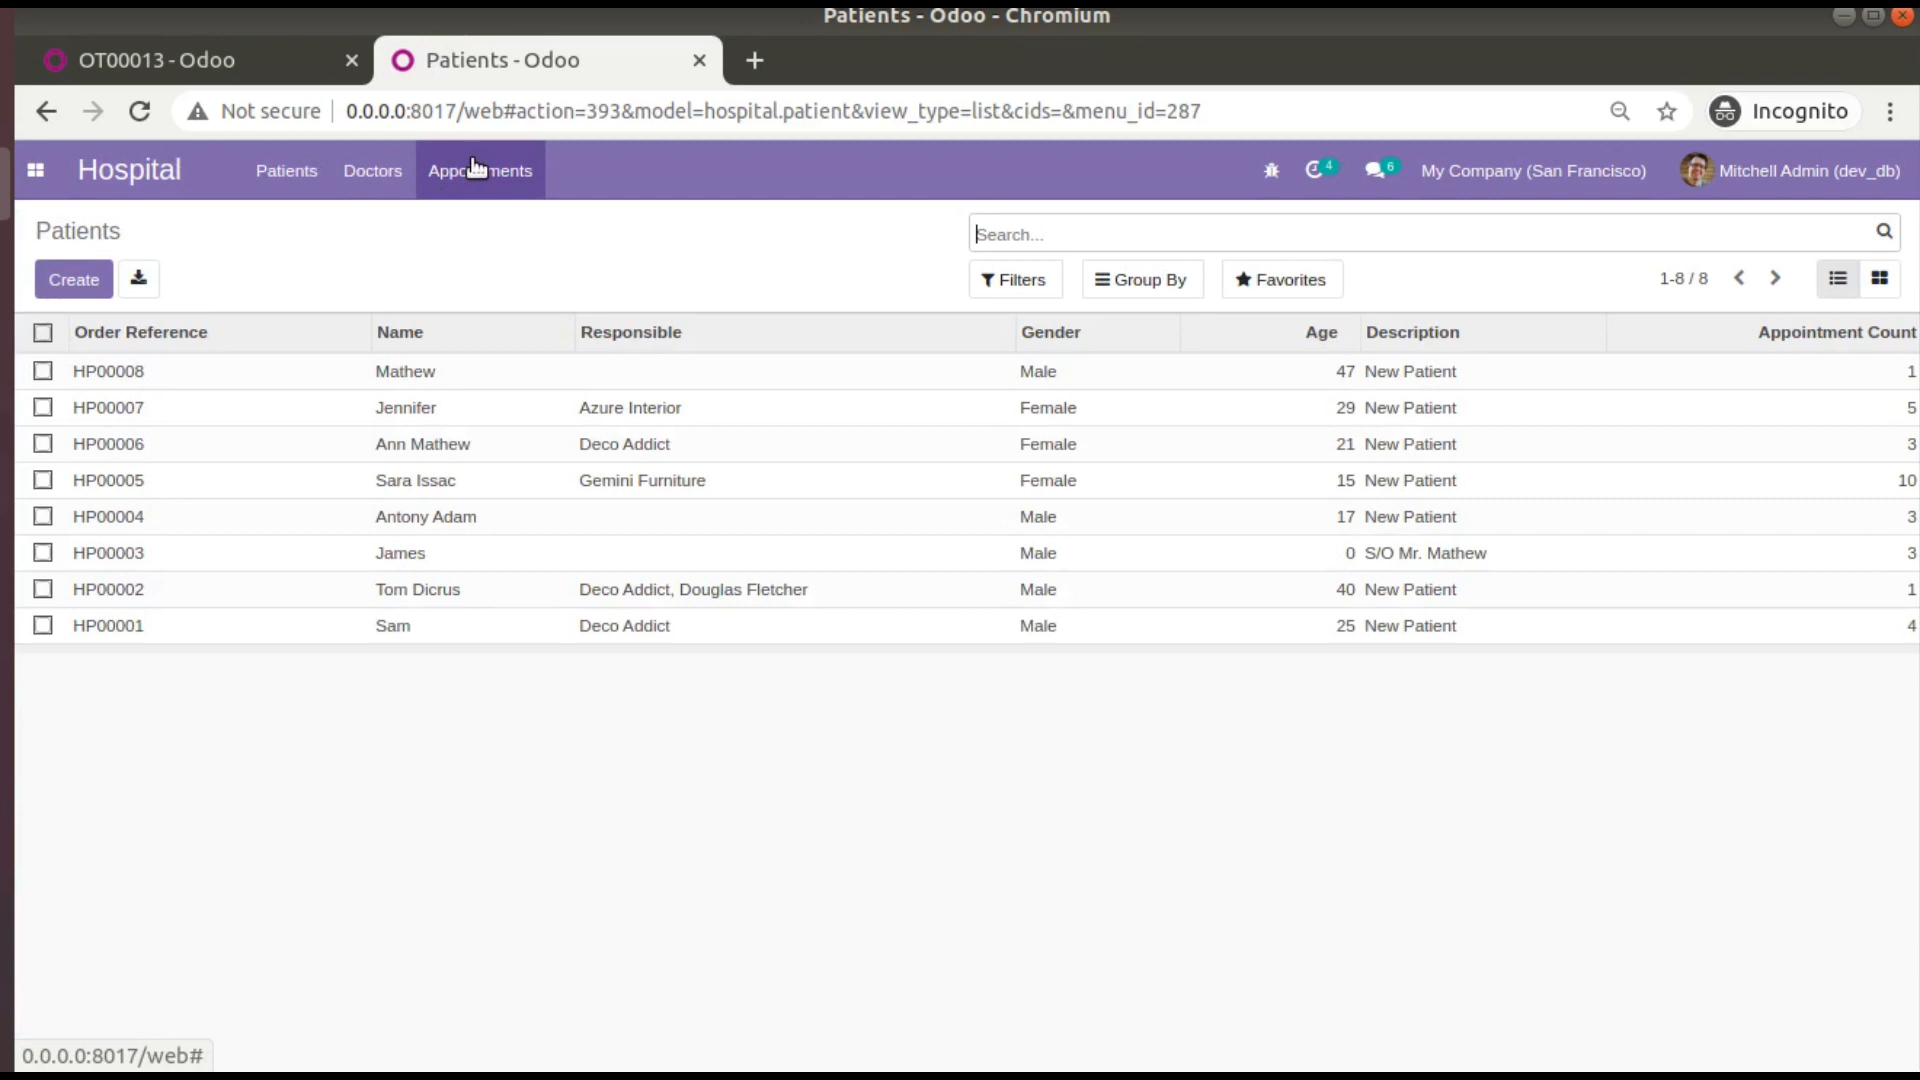 Patients - Odoo - Chromium
OT00013 - Odoo
Patients - Odoo
Not secure
0.0.0.0:8017/web#action=393&model=hospital.patient&view_type=list&cids=&menu_id=287
Incognito
Hospital
Patients
Doctors
Appointments
4
6
My Company (San Francisco)
Mitchell Admin (dev_db)
Patients
Search...
Create
Filters
Group By
Favorites
1-8 / 8
Order Reference Name Responsible Gender Age Description Appointment Count
HP00008 Mathew Male 47 New Patient 1
HP00007 Jennifer Azure Interior Female 29 New Patient 5
HP00006 Ann Mathew Deco Addict Female 21 New Patient 3
HP00005 Sara Issac Gemini Furniture Female 15 New Patient 10
HP00004 Antony Adam Male 17 New Patient 3
HP00003 James Male 0 S/O Mr. Mathew 3
HP00002 Tom Dicrus Deco Addict, Douglas Fletcher Male 40 New Patient 1
HP00001 Sam Deco Addict Male 25 New Patient 4
0.0.0.0:8017/web#